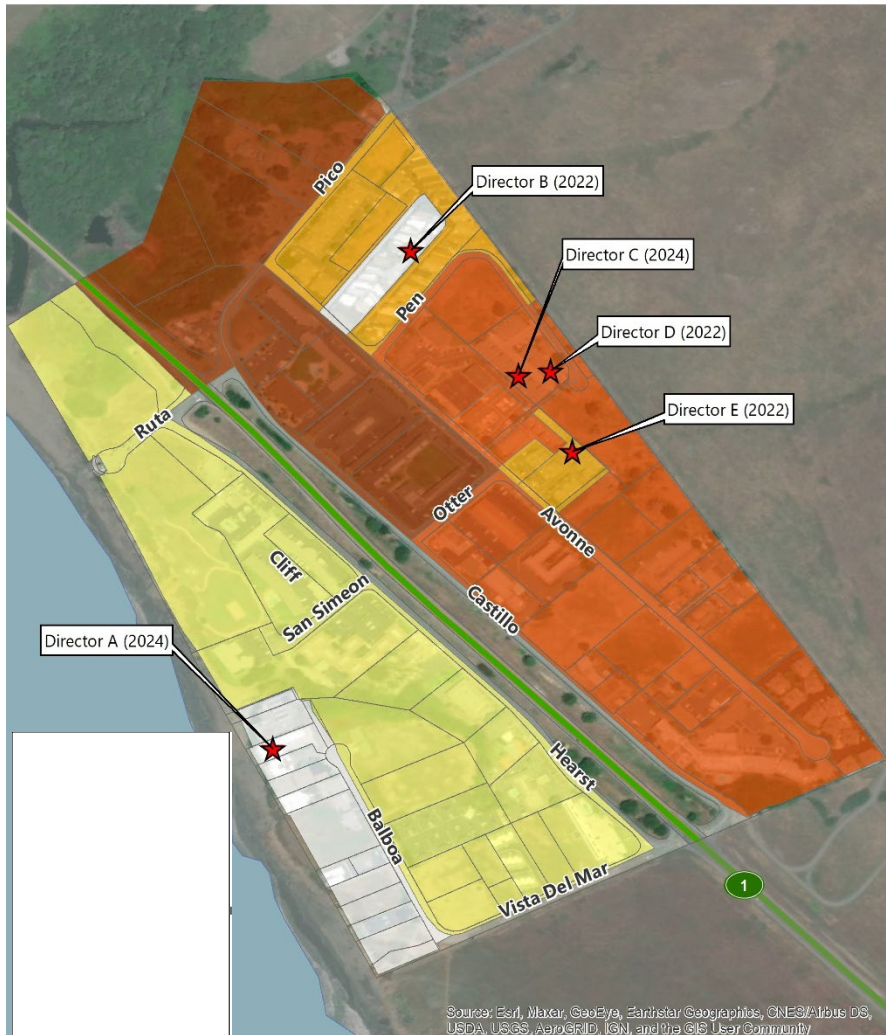 Pico
Director B (2022)
Director C (2024)
Pen
Director D (2022)
Director E (2022)
Ruta
Otter
Avonne
Cliff
San Simeon
Castillo
Director A (2024)
Hearst
Balboa
Vista Del Mar
1
Source: Esri, Maxar, GeoEye, Earthstar Geographics, CNES/Airbus DS,
USDA, USGS, AeroGRID, IGN, and the GIS User Community